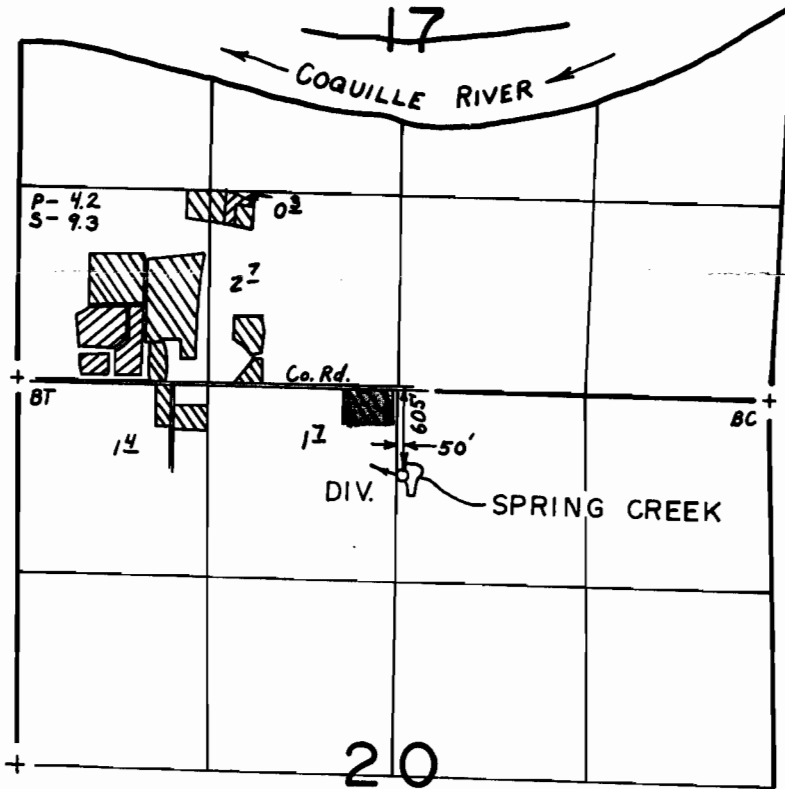 17
COQUILLE RIVER
P- 4.2
S- 9.3
0 3
2 7
Co. Rd.
BT
BC
605'
50'
1 4
1 7
DIV.
SPRING CREEK
20